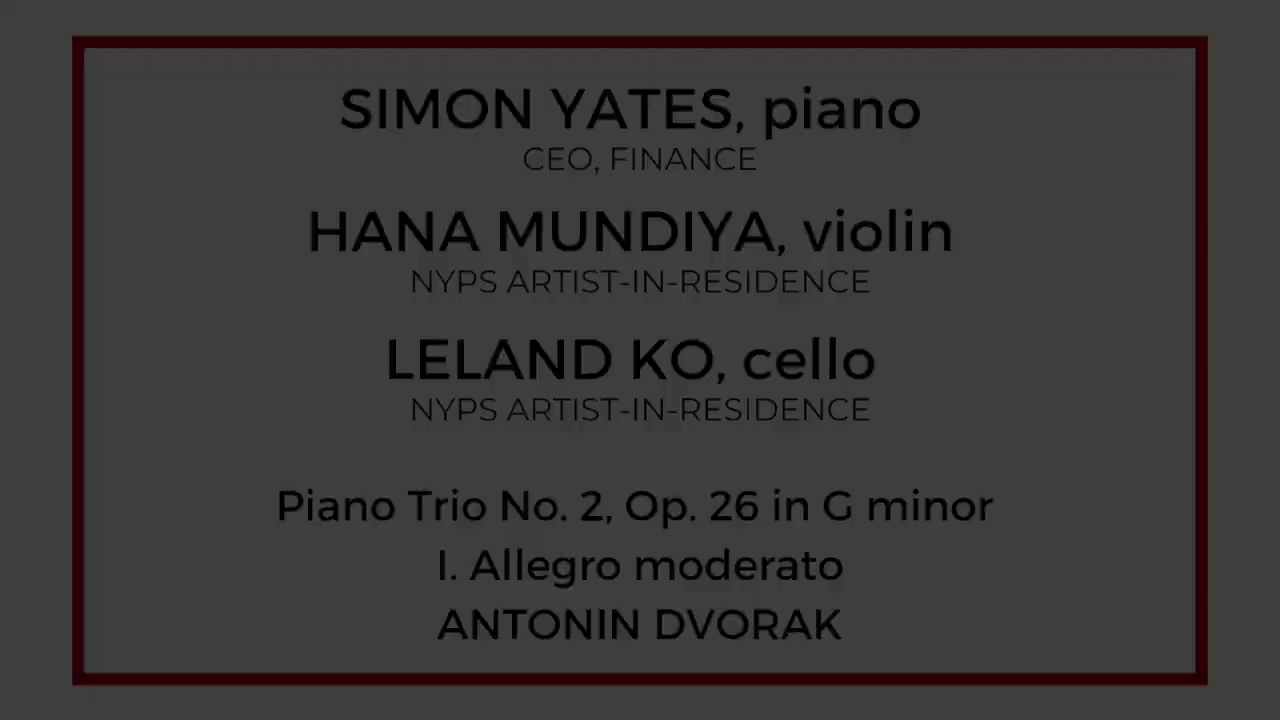 SIMON YATES, piano
CEO, FINANCE
HANA MUNDIYA, violin
NYPS ARTIST-IN-RESIDENCE
LELAND KO, cello
NYPS ARTIST-IN-RESIDENCE
Piano Trio No. 2, Op. 26 in G minor
I. Allegro moderato
ANTONIN DVORAK